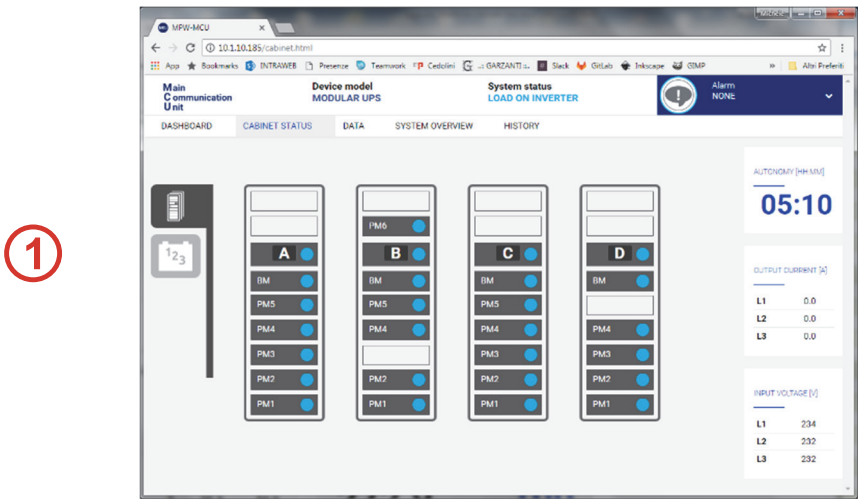 Michele
MPW-MCU
10.1.10.185/cabinet.html
App Bookmarks INTRAWEB Presenze Teamwork Cedolini .::GARZANTI::. Slack GitLab Inkscape GIMP » Altri Preferiti
Main
Communication
Unit
Device model
MODULAR UPS
System status
LOAD ON INVERTER
Alarm
NONE
DASHBOARD CABINET STATUS DATA SYSTEM OVERVIEW HISTORY
1
123
A
BM
PM5
PM4
PM3
PM2
PM1
PM6
B
BM
PM5
PM4
PM2
PM1
C
BM
PM5
PM4
PM3
PM2
PM1
D
BM
PM4
PM3
PM2
PM1
AUTONOMY [HH:MM]
05:10
OUTPUT CURRENT [A]
L1 0.0
L2 0.0
L3 0.0
INPUT VOLTAGE [V]
L1 234
L2 232
L3 232